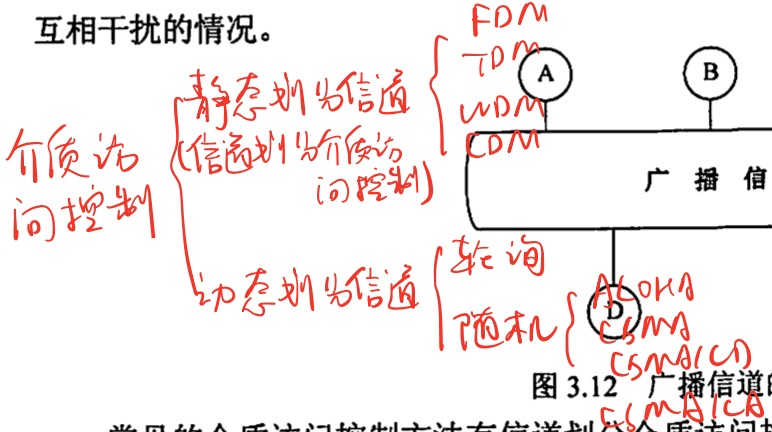 互相干扰的情况。
介质访
问控制
静态划分信道
(信道划分介质访
问控制)
FDM
TDM
WDM
CDM
A
B
广 播 信
动态划分信道
轮询
随机
ALOHA
CSMA
CSMA/CD
CSMA/CA
D
图 3.12 广播信道的
常见的介质访问控制方法有信道划分介质访问控